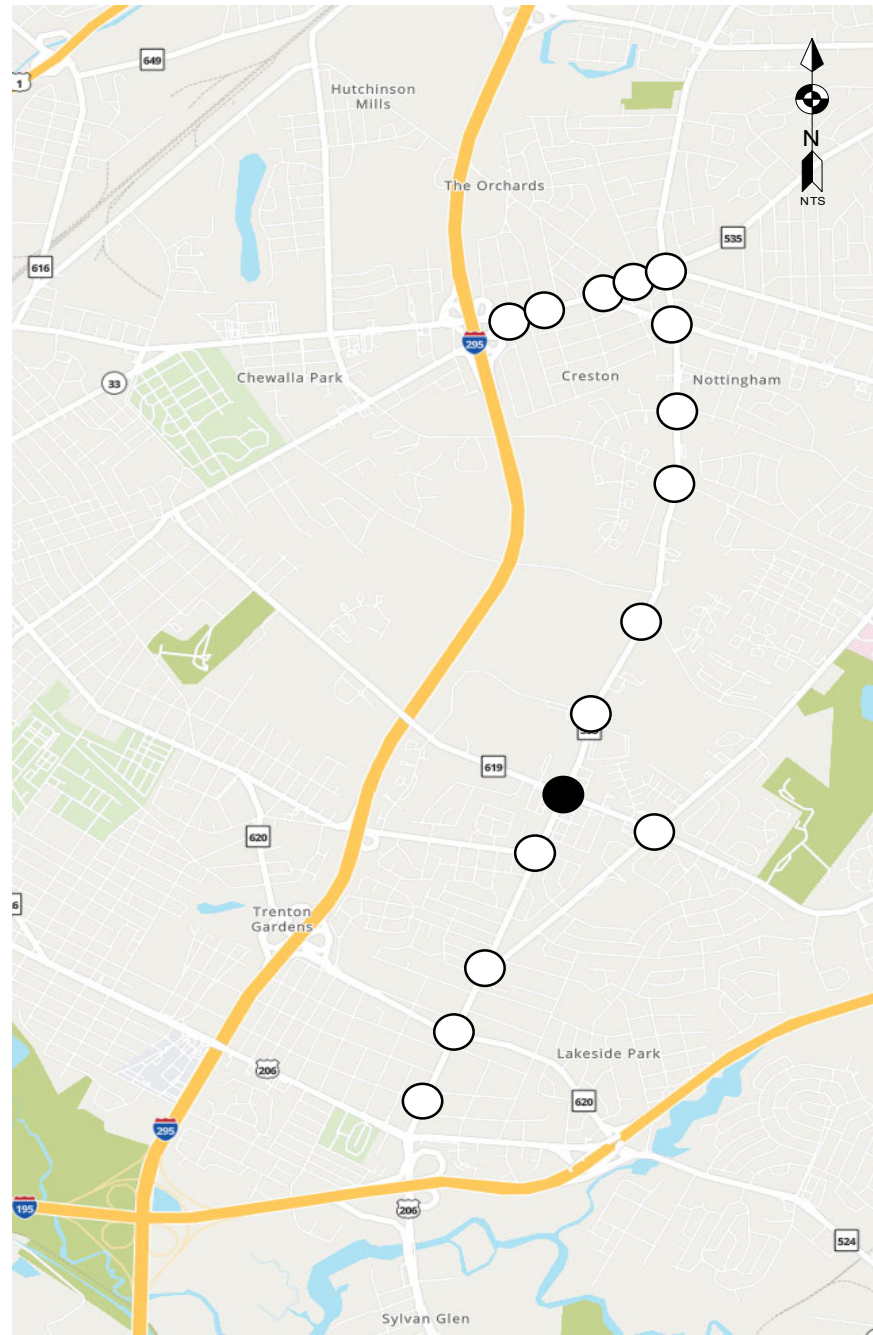 649
1
Hutchinson
Mills
N
NTS
The Orchards
535
616
295
33
Chewalla Park
Creston
Nottingham
619
620
6
Trenton
Gardens
206
Lakeside Park
620
295
195
206
524
Sylvan Glen